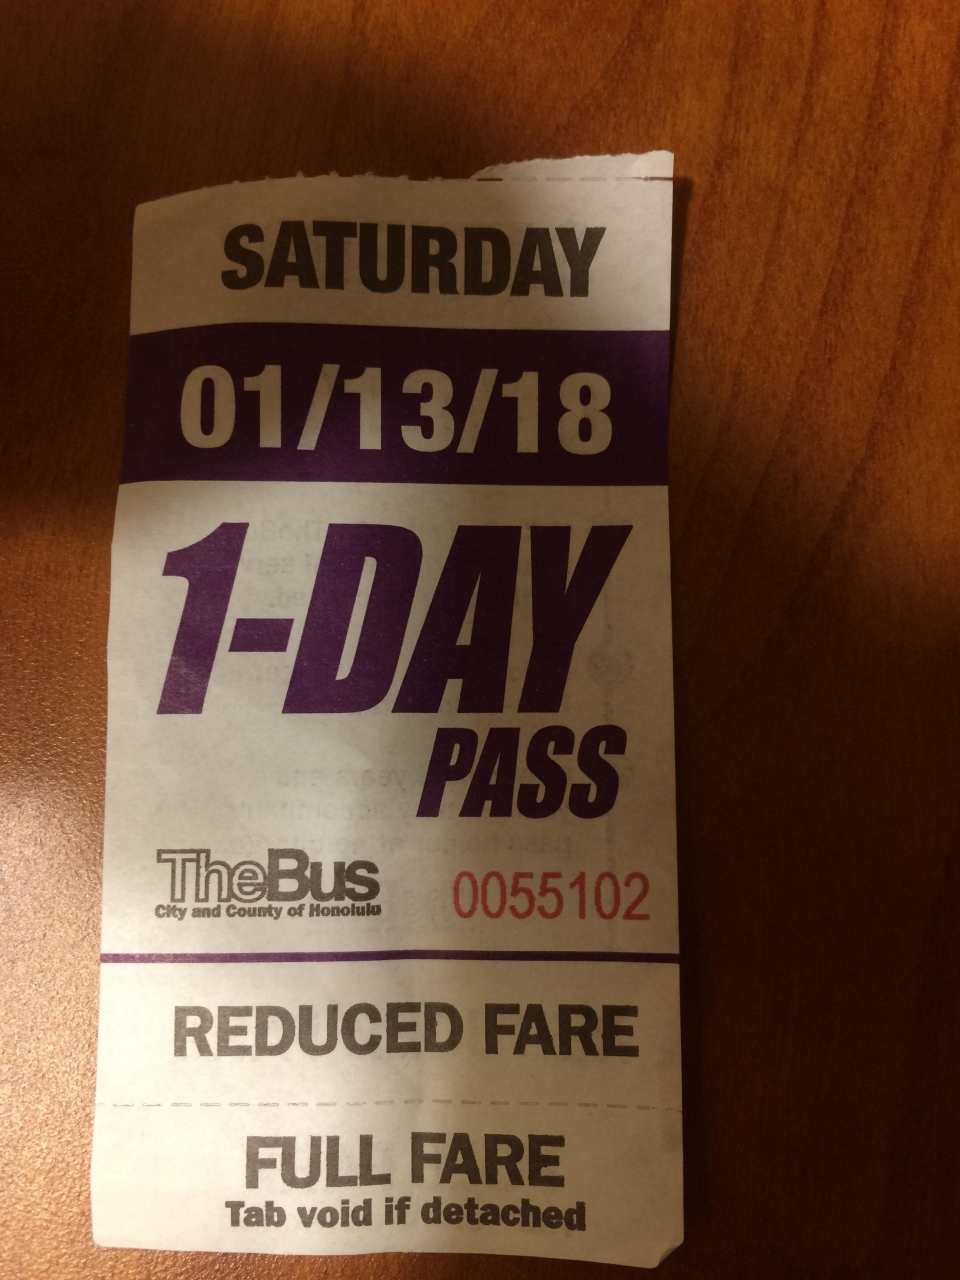 SATURDAY
01/13/18
1-DAY
PASS
TheBus
City and County of Honolulu
0055102
REDUCED FARE
FULL FARE
Tab void if detached